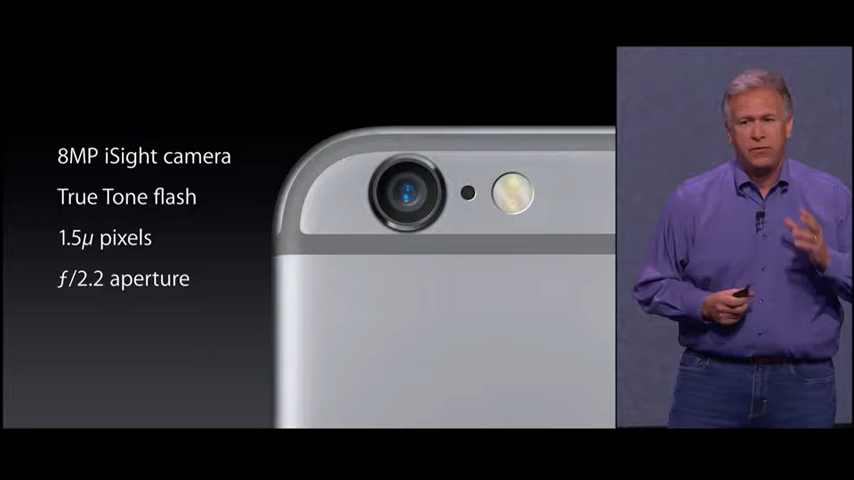 8MP iSight camera
True Tone flash
1.5μ pixels
ƒ/2.2 aperture